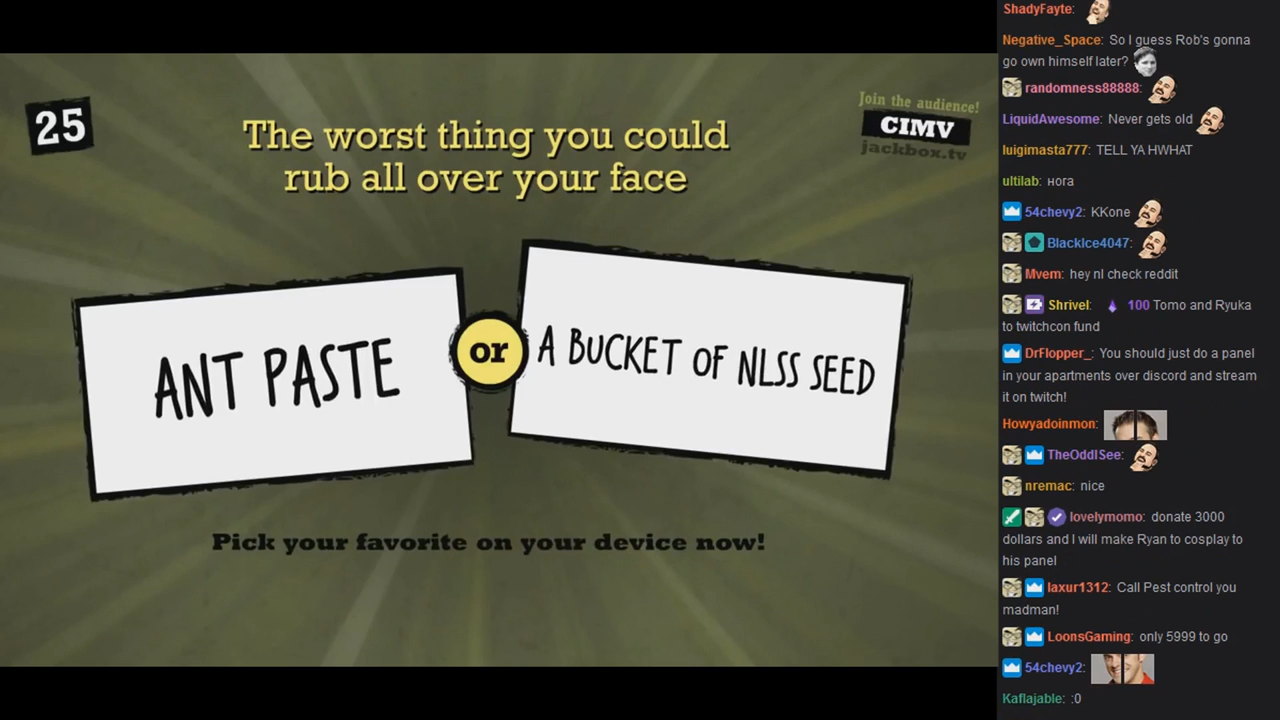 25
The worst thing you could
rub all over your face
Join the audience!
CIMV
jackbox.tv
ANT PASTE
or
A BUCKET OF NLSS SEED
Pick your favorite on your device now!
ShadyFayte:
Negative_Space: So I guess Rob's gonna
go own himself later?
randomness88888:
LiquidAwesome: Never gets old
luigimasta777: TELL YA HWHAT
ultilab: нога
54chevy2: KKone
BlackIce4047:
Mvem: hey nl check reddit
Shrivel: 100 Tomo and Ryuka
to twitchcon fund
DrFlopper_: You should just do a panel
in your apartments over discord and stream
it on twitch!
Howyadoinmon:
TheOddISee:
nremac: nice
lovelymomo: donate 3000
dollars and I will make Ryan to cosplay to
his panel
laxur1312: Call Pest control you
madman!
LoonsGaming: only 5999 to go
54chevy2:
Kaflajable: :0